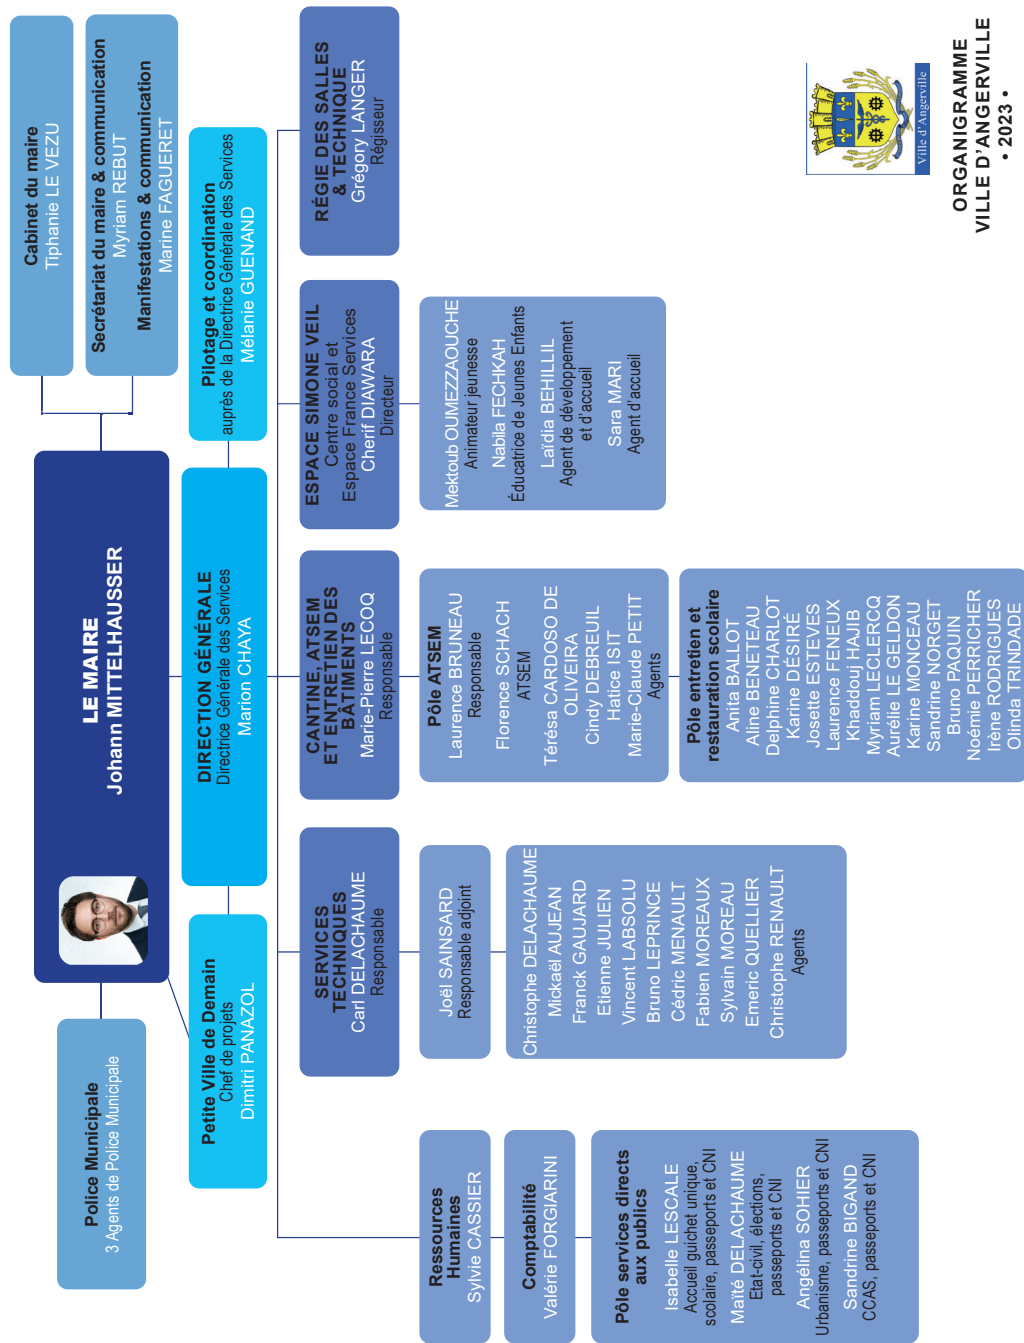 ORGANIGRAMME
VILLE D'ANGERVILLE
• 2023 •
Ville d'Angerville
LE MAIRE
Johann MITTELHAUSSER
Police Municipale
3 Agents de Police Municipale
Cabinet du maire
Tiphanie LE VEZU
Secrétariat du maire & communication
Myriam REBUT
Manifestations & communication
Marine FAGUERET
Petite Ville de Demain
Chef de projets
Dimitri PANAZOL
DIRECTION GÉNÉRALE
Directrice Générale des Services
Marion CHAYA
Pilotage et coordination
auprès de la Directrice Générale des Services
Mélanie GUENAND
Ressources
Humaines
Sylvie CASSIER
Comptabilité
Valérie FORGIARINI
Pôle services directs
aux publics
Isabelle LESCALE
Accueil guichet unique,
scolaire, passeports et CNI
Maïté DELACHAUME
Etat-civil, élections,
passeports et CNI
Angélina SOHIER
Urbanisme, passeports et CNI
Sandrine BIGAND
CCAS, passeports et CNI
SERVICES
TECHNIQUES
Carl DELACHAUME
Responsable
Joël SAINSARD
Responsable adjoint
Christophe DELACHAUME
Mickaël AUJEAN
Franck GAUJARD
Etienne JULIEN
Vincent LABSOLU
Bruno LEPRINCE
Cédric MENAULT
Fabien MOREAUX
Sylvain MOREAU
Emeric QUELLIER
Christophe RENAULT
Agents
CANTINE, ATSEM
ET ENTRETIEN DES
BÂTIMENTS
Marie-Pierre LECOQ
Responsable
Pôle ATSEM
Laurence BRUNEAU
Responsable
Florence SCHACH
ATSEM
Térésa CARDOSO DE
OLIVEIRA
Cindy DEBREUIL
Hatice ISIT
Marie-Claude PETIT
Agents
Pôle entretien et
restauration scolaire
Anita BALLOT
Aline BENETEAU
Delphine CHARLOT
Karine DÉSIRÉ
Josette ESTEVES
Laurence FENEUX
Khaddouj HAJIB
Myriam LECLERCQ
Aurélie LE GELDON
Karine MONCEAU
Sandrine NORGET
Bruno PAQUIN
Noémie PERRICHER
Irène RODRIGUES
Olinda TRINDADE
ESPACE SIMONE VEIL
Centre social et
Espace France Services
Cherif DIAWARA
Directeur
Mektoub OUMEZZAOUCHE
Animateur jeunesse
Nabila FECHKAH
Éducatrice de Jeunes Enfants
Laïdia BEHILLIL
Agent de développement
et d'accueil
Sara MARI
Agent d'accueil
RÉGIE DES SALLES
& TECHNIQUE
Grégory LANGER
Régisseur